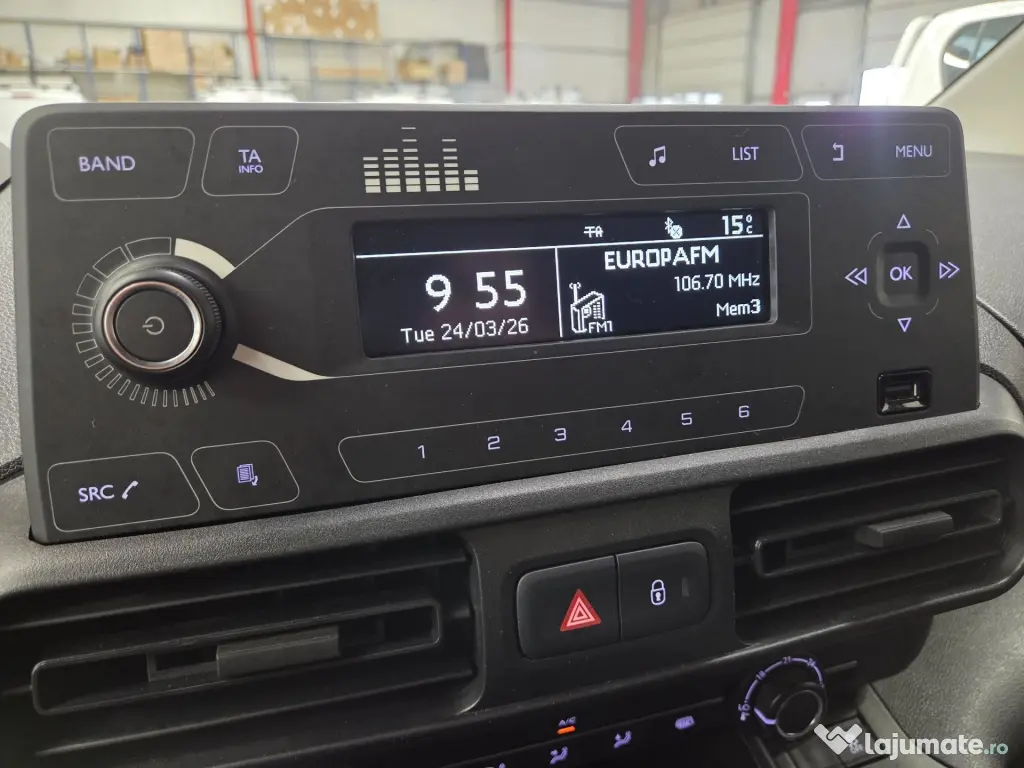 BAND
TA
INFO
LIST
MENU
TA
15°C
9 55
Tue 24/03/26
EUROPAFM
106.70 MHz
FM1
Mem3
OK
1 2 3 4 5 6
SRC
A/C
lajumate.ro